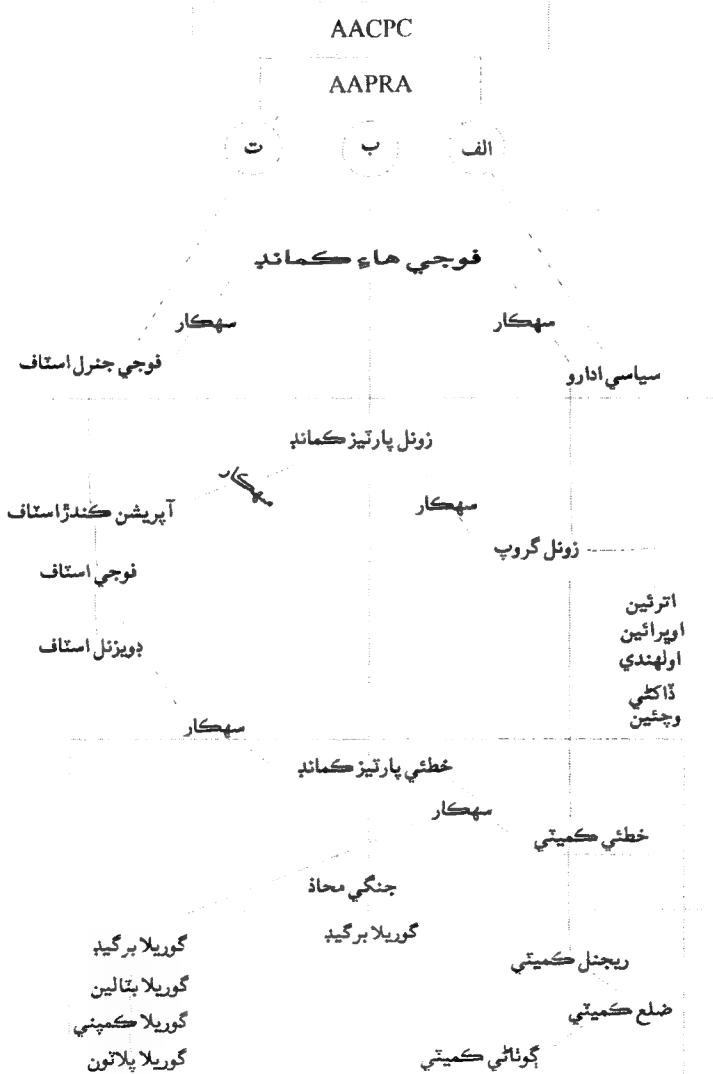 AACPC
AAPRA
الف
ب
ت
فوجي هاءِ ڪمانڊ
سهڪار
سهڪار
سياسي ادارو
فوجي جنرل اسٽاف
زونل پارٽيز ڪمانڊ
سهڪار
سهڪار
آپريشن ڪندڙ اسٽاف
زونل گروپ
فوجي اسٽاف
اترئين
اوڀرائين
اولهندي
ڏاکڻي
وچئين
ڊويزنل اسٽاف
سهڪار
خطئي پارٽيز ڪمانڊ
سهڪار
خطئي ڪميٽي
جنگي محاذ
گوريلا برگيڊ
گوريلا برگيڊ
ريجنل ڪميٽي
گوريلا بٽالين
ضلع ڪميٽي
گوريلا ڪمپني
گوريلا پلاٽون
ڳوٺاڻي ڪميٽي